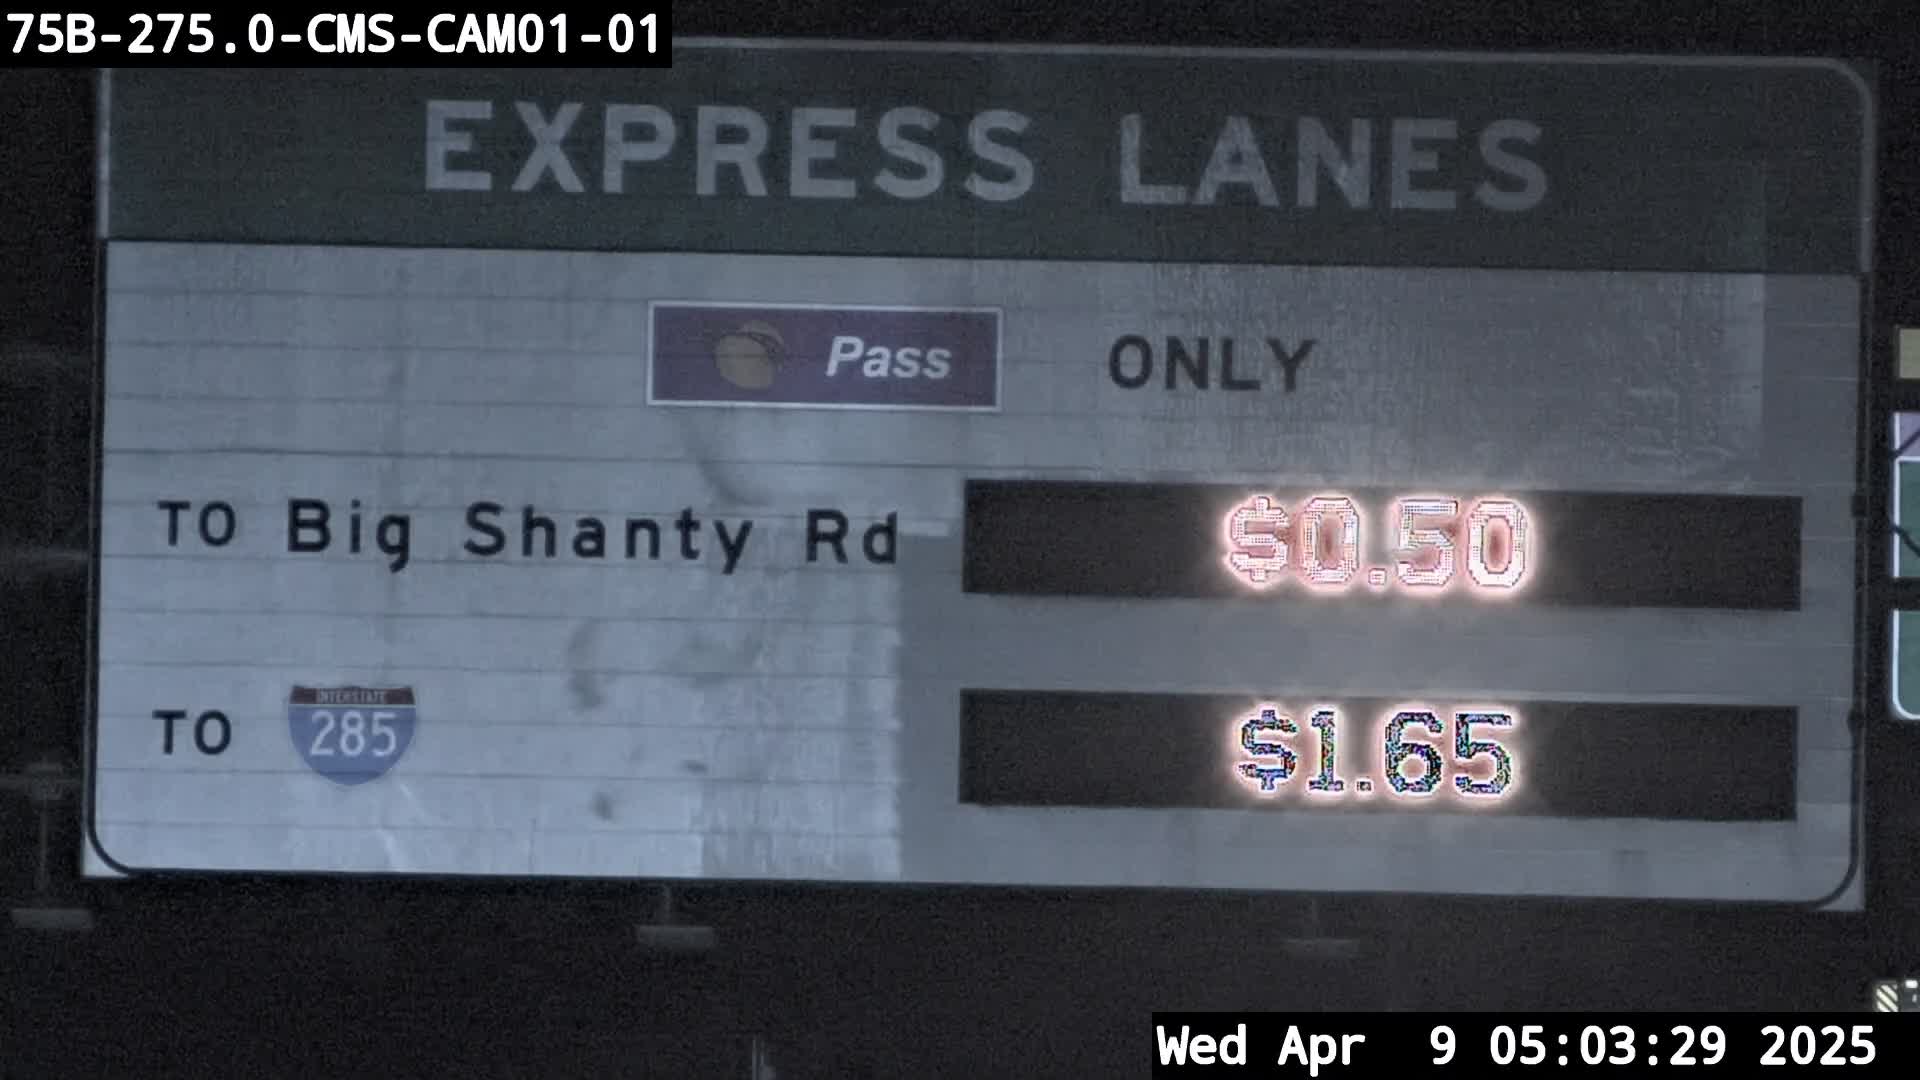 75B-275.0-CMS-CAM01-01
EXPRESS LANES
Pass ONLY
TO Big Shanty Rd $0.50
INTERSTATE
TO 285 $1.65
Wed Apr 9 05:03:29 2025